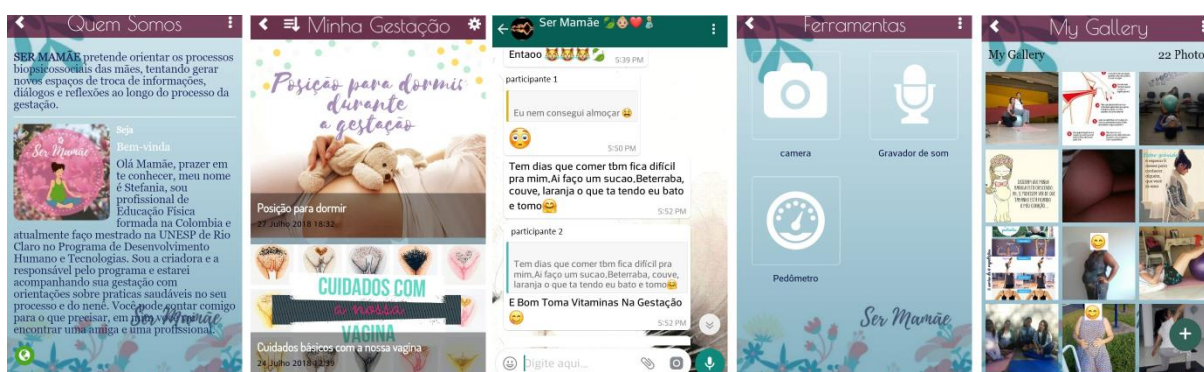 Quem Somos
SER MAMÃE pretende orientar os processos
biopsicossociais das mães, tentando gerar
novos espaços de troca de informações,
diálogos e reflexões ao longo do processo da
gestação.
Ser Mamãe
Seja
Bem-vinda
Olá Mamãe, prazer em
te conhecer, meu nome
é Stefania, sou
profissional de
Educação Física
formada na Colombia e
atualmente faço mestrado na UNESP de Rio
Claro no Programa de Desenvolvimento
Humano e Tecnologias. Sou a criadora e a
responsável pelo programa e estarei
acompanhando sua gestação com
orientações sobre praticas saudáveis no seu
processo e do nenê. Você pode contar comigo
para o que precisar, em mim você vai
encontrar uma amiga e uma profissional.
Ser Mamãe
Minha Gestação
Posição para dormir
durante
a gestação
Posição para dormir
27 Julho 2018 18:32
CUIDADOS COM
a nossa
VAGINA
Cuidados básicos com a nossa vagina
24 Julho 2018 12:39
Ser Mamãe 🍃👶❤️🤰
Entaoo 😹😹😹🍃
5:39 PM
participante 1
Eu nem consegui almoçar 😫
😳
5:50 PM
Tem dias que comer tbm fica difícil
pra mim,Ai faço um sucao,Beterraba,
couve, laranja o que ta tendo eu bato
e tomo🤗
5:52 PM
participante 2
Tem dias que comer tbm fica difícil pra
mim,Ai faço um sucao,Beterraba, couve,
laranja o que ta tendo eu bato e tomo🤗
E Bom Toma Vitaminas Na Gestação
😊
5:52 PM
Digite aqui...
Ferramentas
camera
Gravador de som
Pedômetro
Ser Mamãe
My Gallery
My Gallery
22 Photo